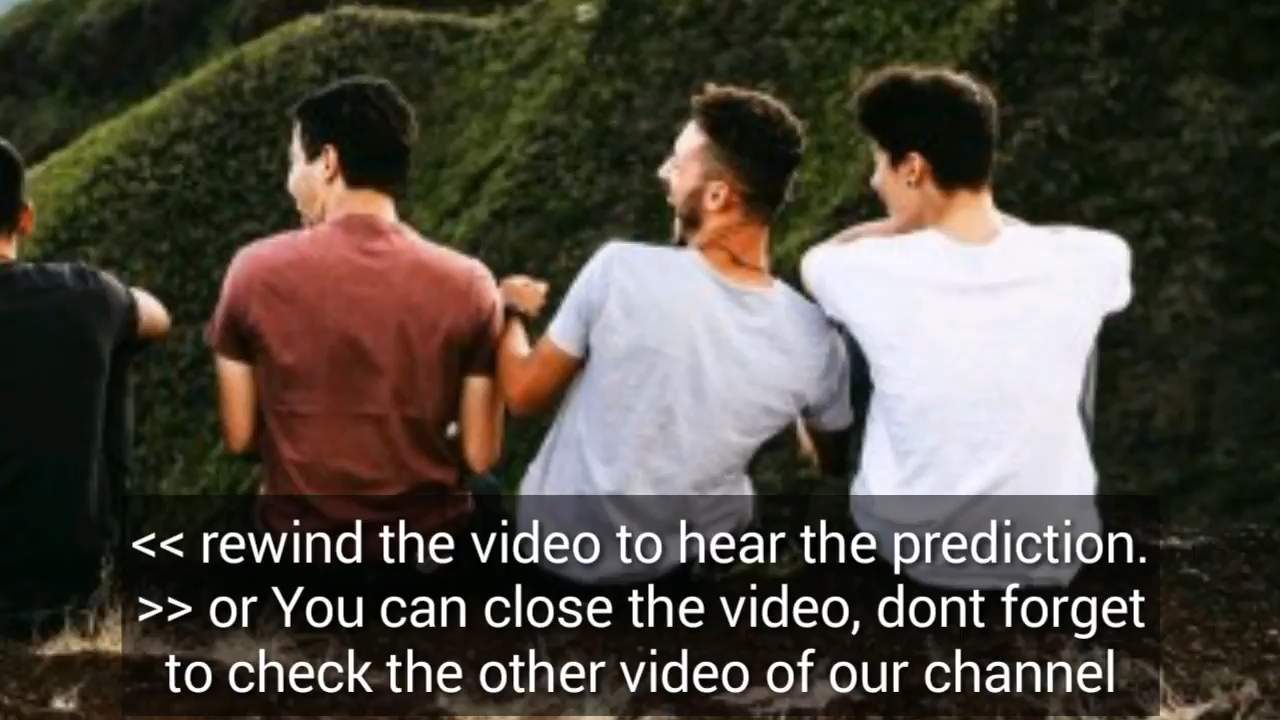 << rewind the video to hear the prediction.
>> or You can close the video, dont forget
to check the other video of our channel